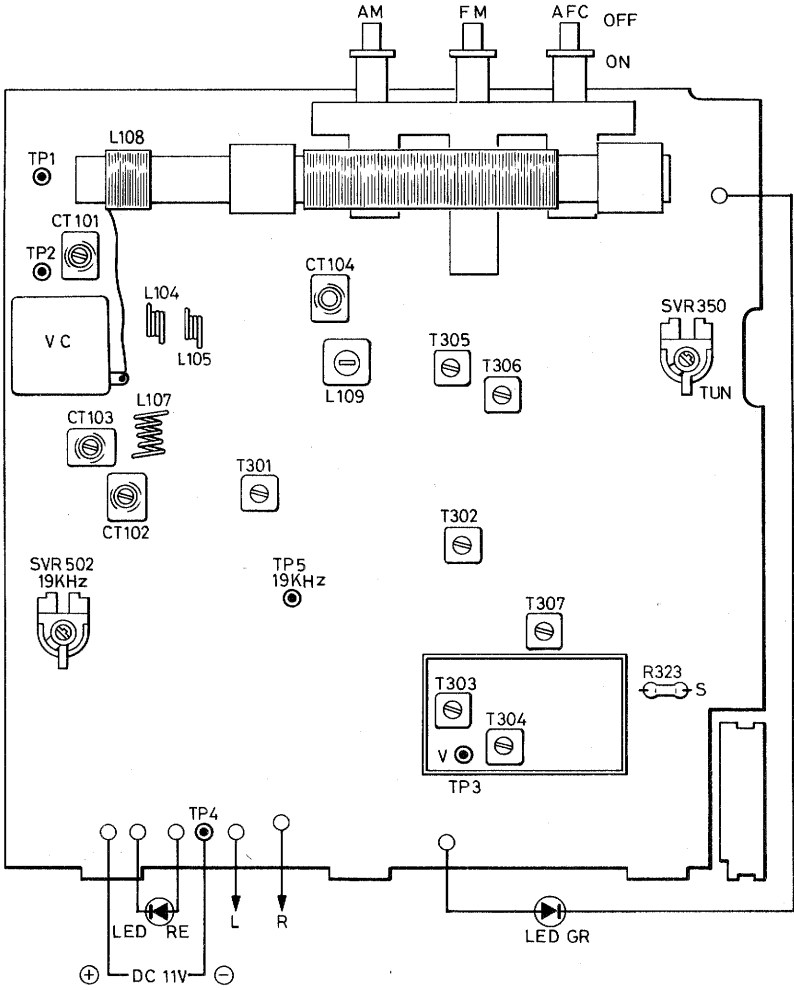 AM FM AFC OFF
ON
L108
TP1
CT101
TP2
CT104
L104
SVR350
VC
L105
T305
T306
L109
TUN
L107
CT103
T301
CT102
T302
SVR502
19KHz
TP5
19KHz
T307
R323
S
T303
T304
V
TP3
TP4
L R
LED RE
LED GR
⊕ DC 11V ⊖